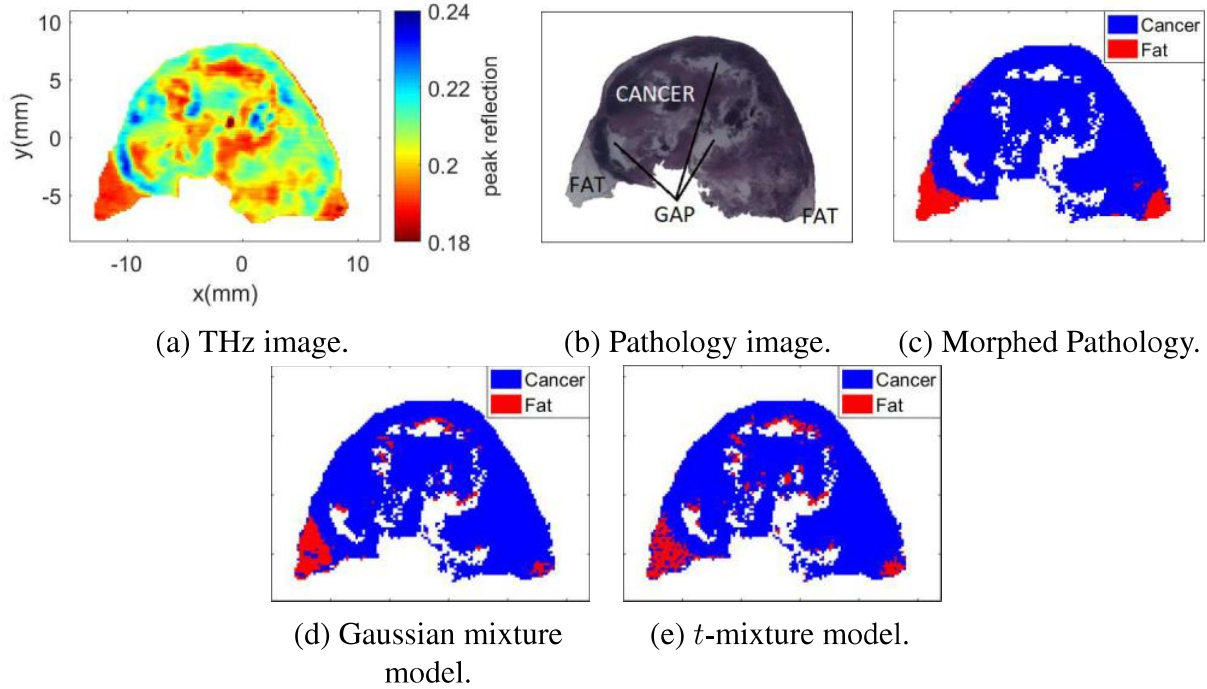 10
5
0
-5
y(mm)
-10
0
10
x(mm)
0.24
0.22
0.2
0.18
peak reflection
CANCER
FAT
GAP
FAT
Cancer
Fat
(a) THz image.
(b) Pathology image.
(c) Morphed Pathology.
Cancer
Fat
Cancer
Fat
(d) Gaussian mixture
model.
(e) t-mixture model.